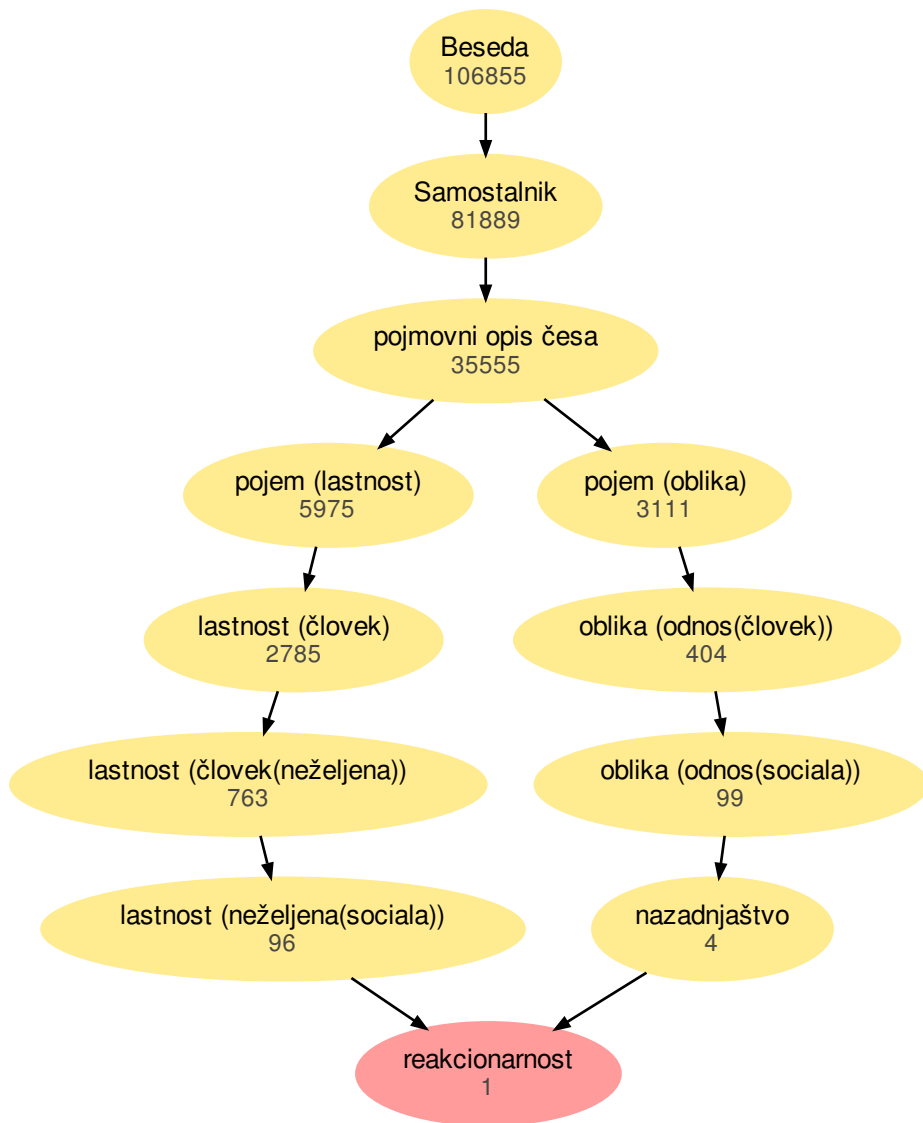 Beseda
106855
Samostalnik
81889
pojmovni opis česa
35555
pojem (lastnost)
5975
pojem (oblika)
3111
lastnost (človek)
2785
oblika (odnos(človek))
404
lastnost (človek(neželjena))
763
oblika (odnos(sociala))
99
lastnost (neželjena(sociala))
96
nazadnjaštvo
4
reakcionarnost
1